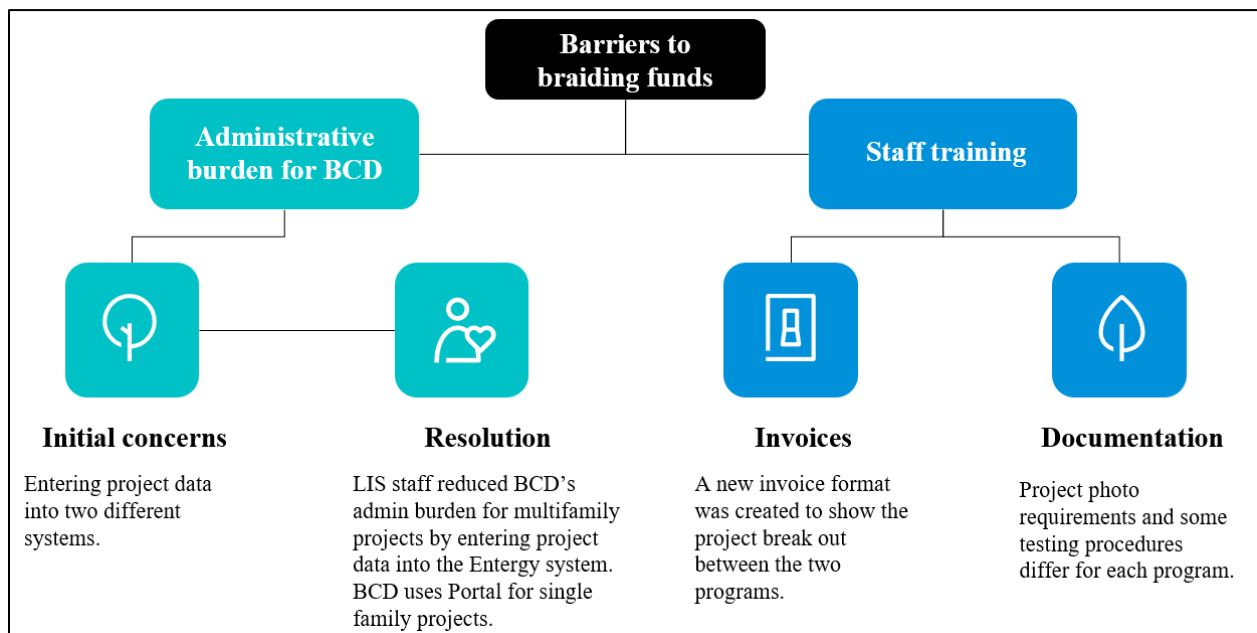 Barriers to
braiding funds
Administrative
burden for BCD
Staff training
Initial concerns
Entering project data
into two different
systems.
Resolution
LIS staff reduced BCD’s
admin burden for multifamily
projects by entering project
data into the Entergy system.
BCD uses Portal for single
family projects.
Invoices
A new invoice format
was created to show the
project break out
between the two
programs.
Documentation
Project photo
requirements and some
testing procedures
differ for each program.